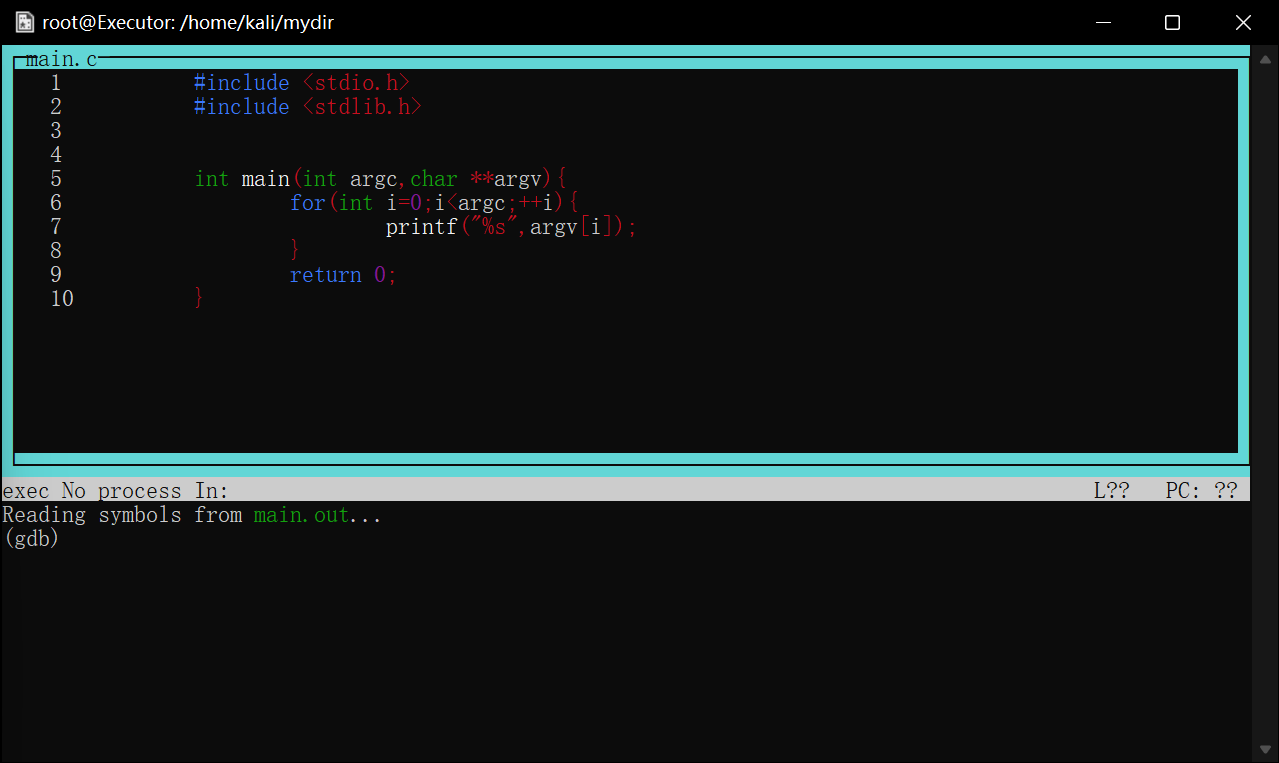 root@Executor: /home/kali/mydir
main.c
1 #include <stdio.h>
2 #include <stdlib.h>
3
4
5 int main(int argc,char **argv){
6 for(int i=0;i<argc;++i){
7 printf("%s",argv[i]);
8 }
9 return 0;
10 }
exec No process In: L?? PC: ??
Reading symbols from main.out...
(gdb)